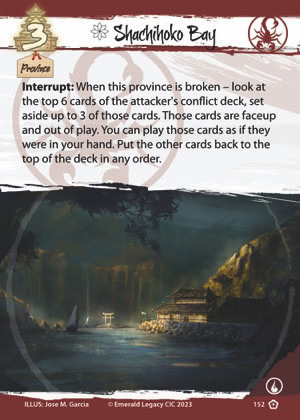 3
Shachihoko Bay
Province
Interrupt: When this province is broken – look
at the top 6 cards of the attacker's conflict deck, set
aside up to 3 of those cards. Those cards are faceup
and out of play. You can play those cards as if they
were in your hand. Put the other cards back to the
top of the deck in any order.
ILLUS: Jose M. Garcia © Emerald Legacy CIC 2023 152